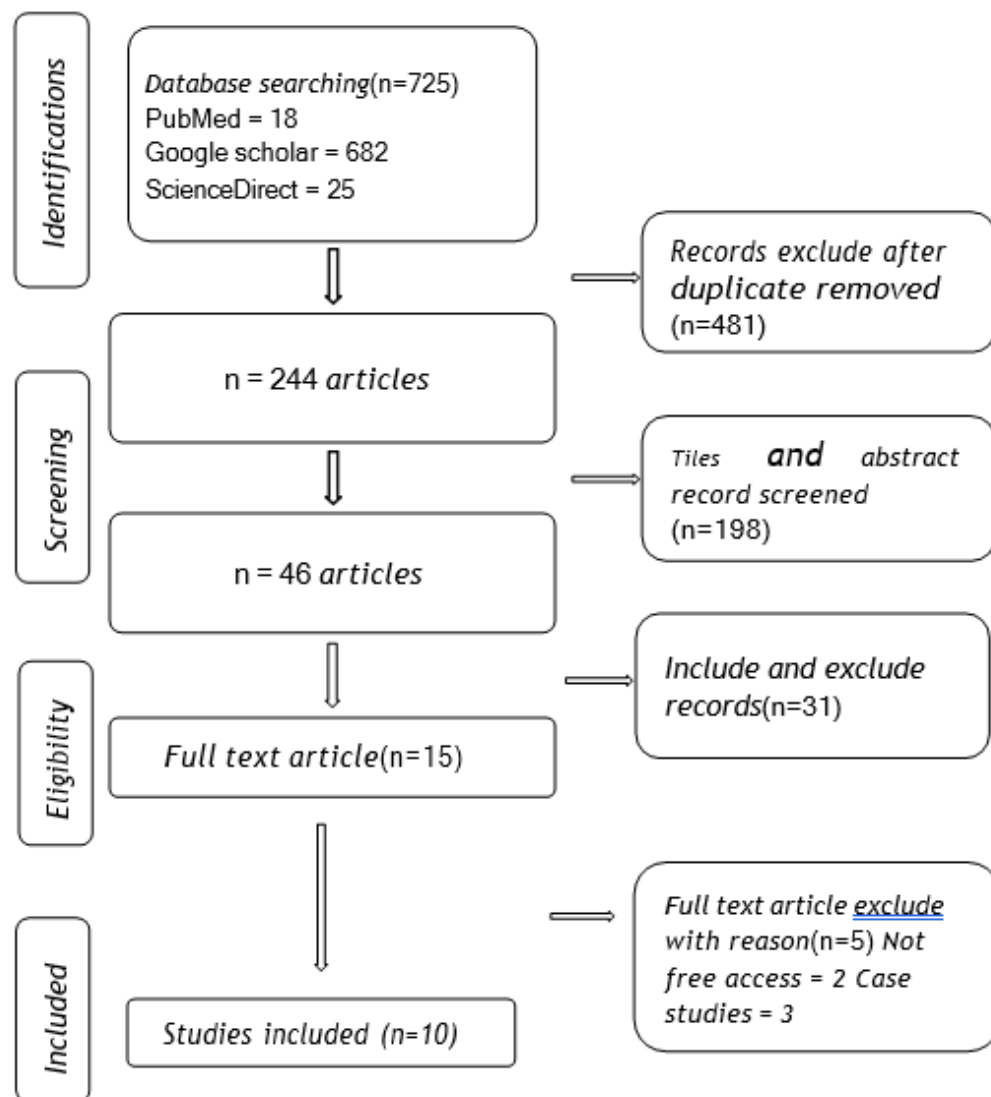 Identifications
Database searching(n=725)
PubMed = 18
Google scholar = 682
ScienceDirect = 25
Records exclude after
duplicate removed
(n=481)
n = 244 articles
Screening
Tiles and abstract
record screened
(n=198)
n = 46 articles
Include and exclude
records(n=31)
Eligibility
Full text article(n=15)
Full text article exclude
with reason(n=5) Not
free access = 2 Case
studies = 3
Included
Studies included (n=10)